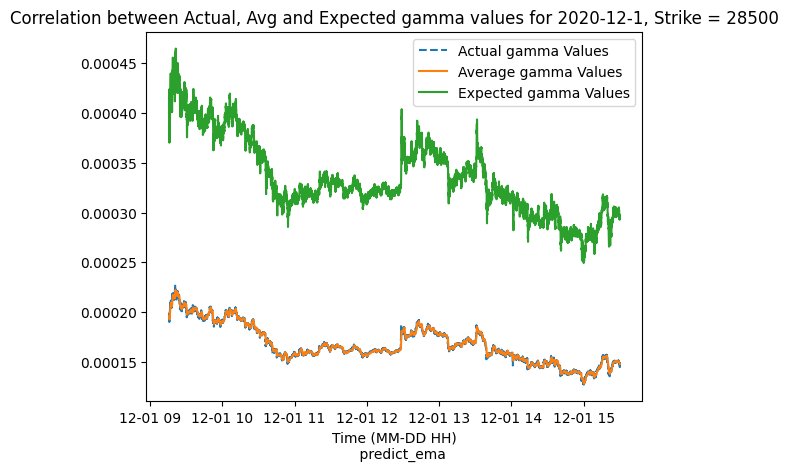 Correlation between Actual, Avg and Expected gamma values for 2020-12-1, Strike = 28500
Actual gamma Values
Average gamma Values
Expected gamma Values
0.00045
0.00040
0.00035
0.00030
0.00025
0.00020
0.00015
12-01 09 12-01 10 12-01 11 12-01 12 12-01 13 12-01 14 12-01 15
Time (MM-DD HH)
predict_ema